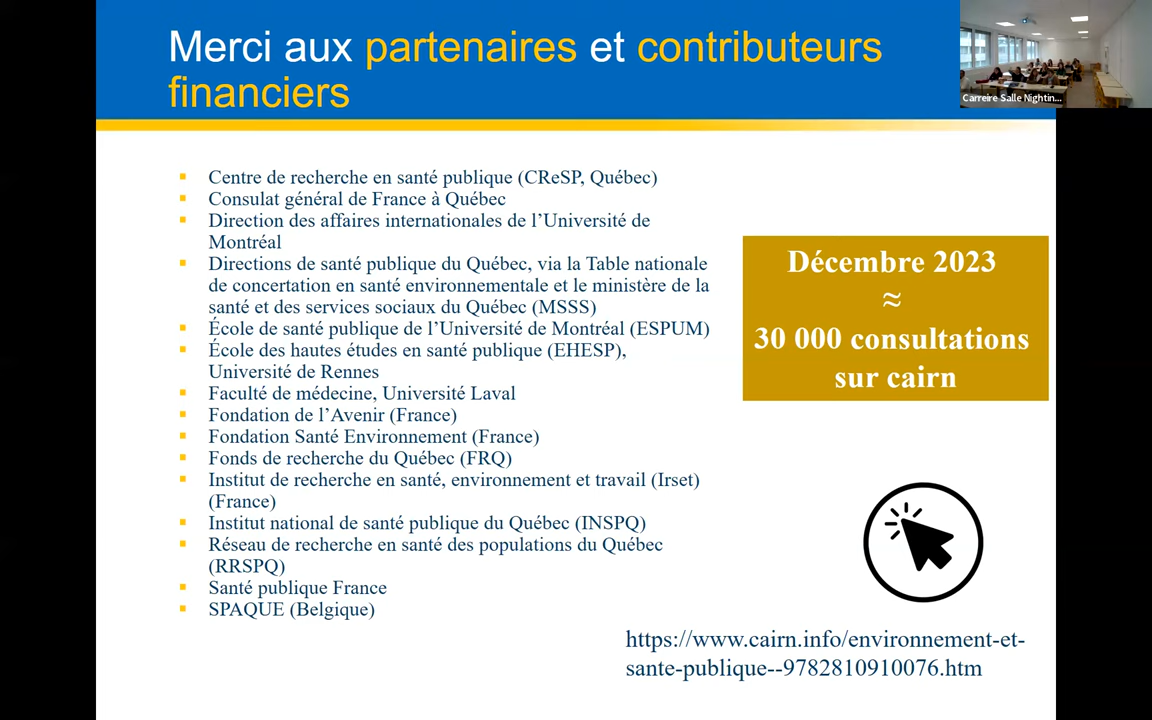 Merci aux partenaires et contributeurs
financiers
Carreire Salle Nightin...
Centre de recherche en santé publique (CReSP, Québec)
Consulat général de France à Québec
Direction des affaires internationales de l’Université de
Montréal
Directions de santé publique du Québec, via la Table nationale
de concertation en santé environnementale et le ministère de la
santé et des services sociaux du Québec (MSSS)
École de santé publique de l’Université de Montréal (ESPUM)
École des hautes études en santé publique (EHESP),
Université de Rennes
Faculté de médecine, Université Laval
Fondation de l’Avenir (France)
Fondation Santé Environnement (France)
Fonds de recherche du Québec (FRQ)
Institut de recherche en santé, environnement et travail (Irset)
(France)
Institut national de santé publique du Québec (INSPQ)
Réseau de recherche en santé des populations du Québec
(RRSPQ)
Santé publique France
SPAQUE (Belgique)
Décembre 2023
≈
30 000 consultations
sur cairn
https://www.cairn.info/environnement-et-
sante-publique--9782810910076.htm